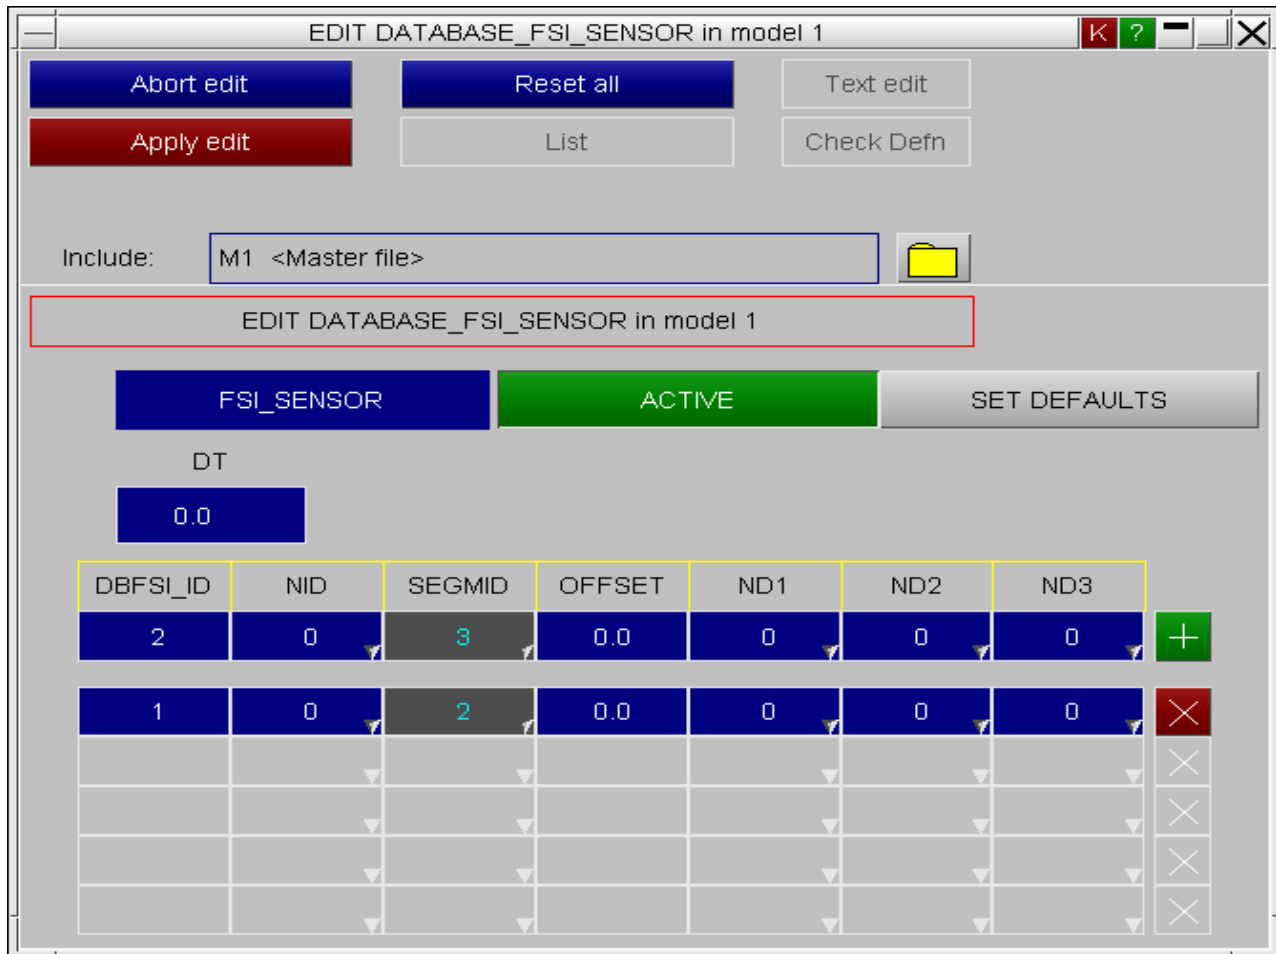 EDIT DATABASE_FSI_SENSOR in model 1 K ?
Abort edit Reset all Text edit
Apply edit List Check Defn
Include: M1 <Master file>
EDIT DATABASE_FSI_SENSOR in model 1
FSI_SENSOR ACTIVE SET DEFAULTS
DT
0.0
DBFSI_ID NID SEGMID OFFSET ND1 ND2 ND3
2 0 3 0.0 0 0 0
1 0 2 0.0 0 0 0